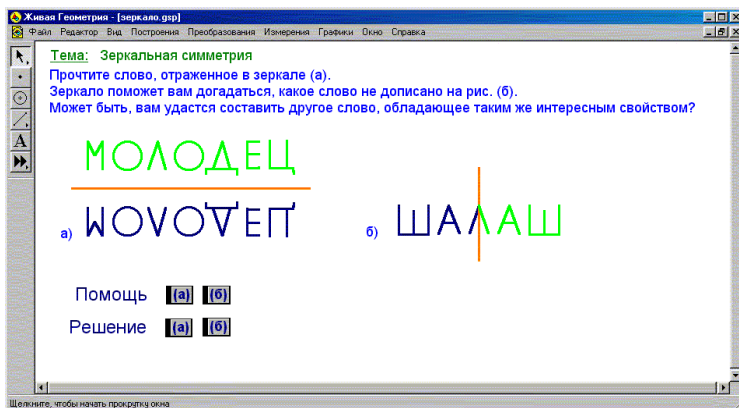 Живая Геометрия - [зеркало.gsp]
Файл Редактор Вид Построения Преобразования Измерения Графики Окно Справка
Тема: Зеркальная симметрия
Прочтите слово, отраженное в зеркале (а).
Зеркало поможет вам догадаться, какое слово не дописано на рис. (б).
Может быть, вам удастся составить другое слово, обладающее таким же интересным свойством?
A
МОЛОДЕЦ
а) МОЛОДЕЦ
б) ШАЛАШ
Помощь (а) (б)
Решение (а) (б)
Щелкните, чтобы начать прокрутку окна